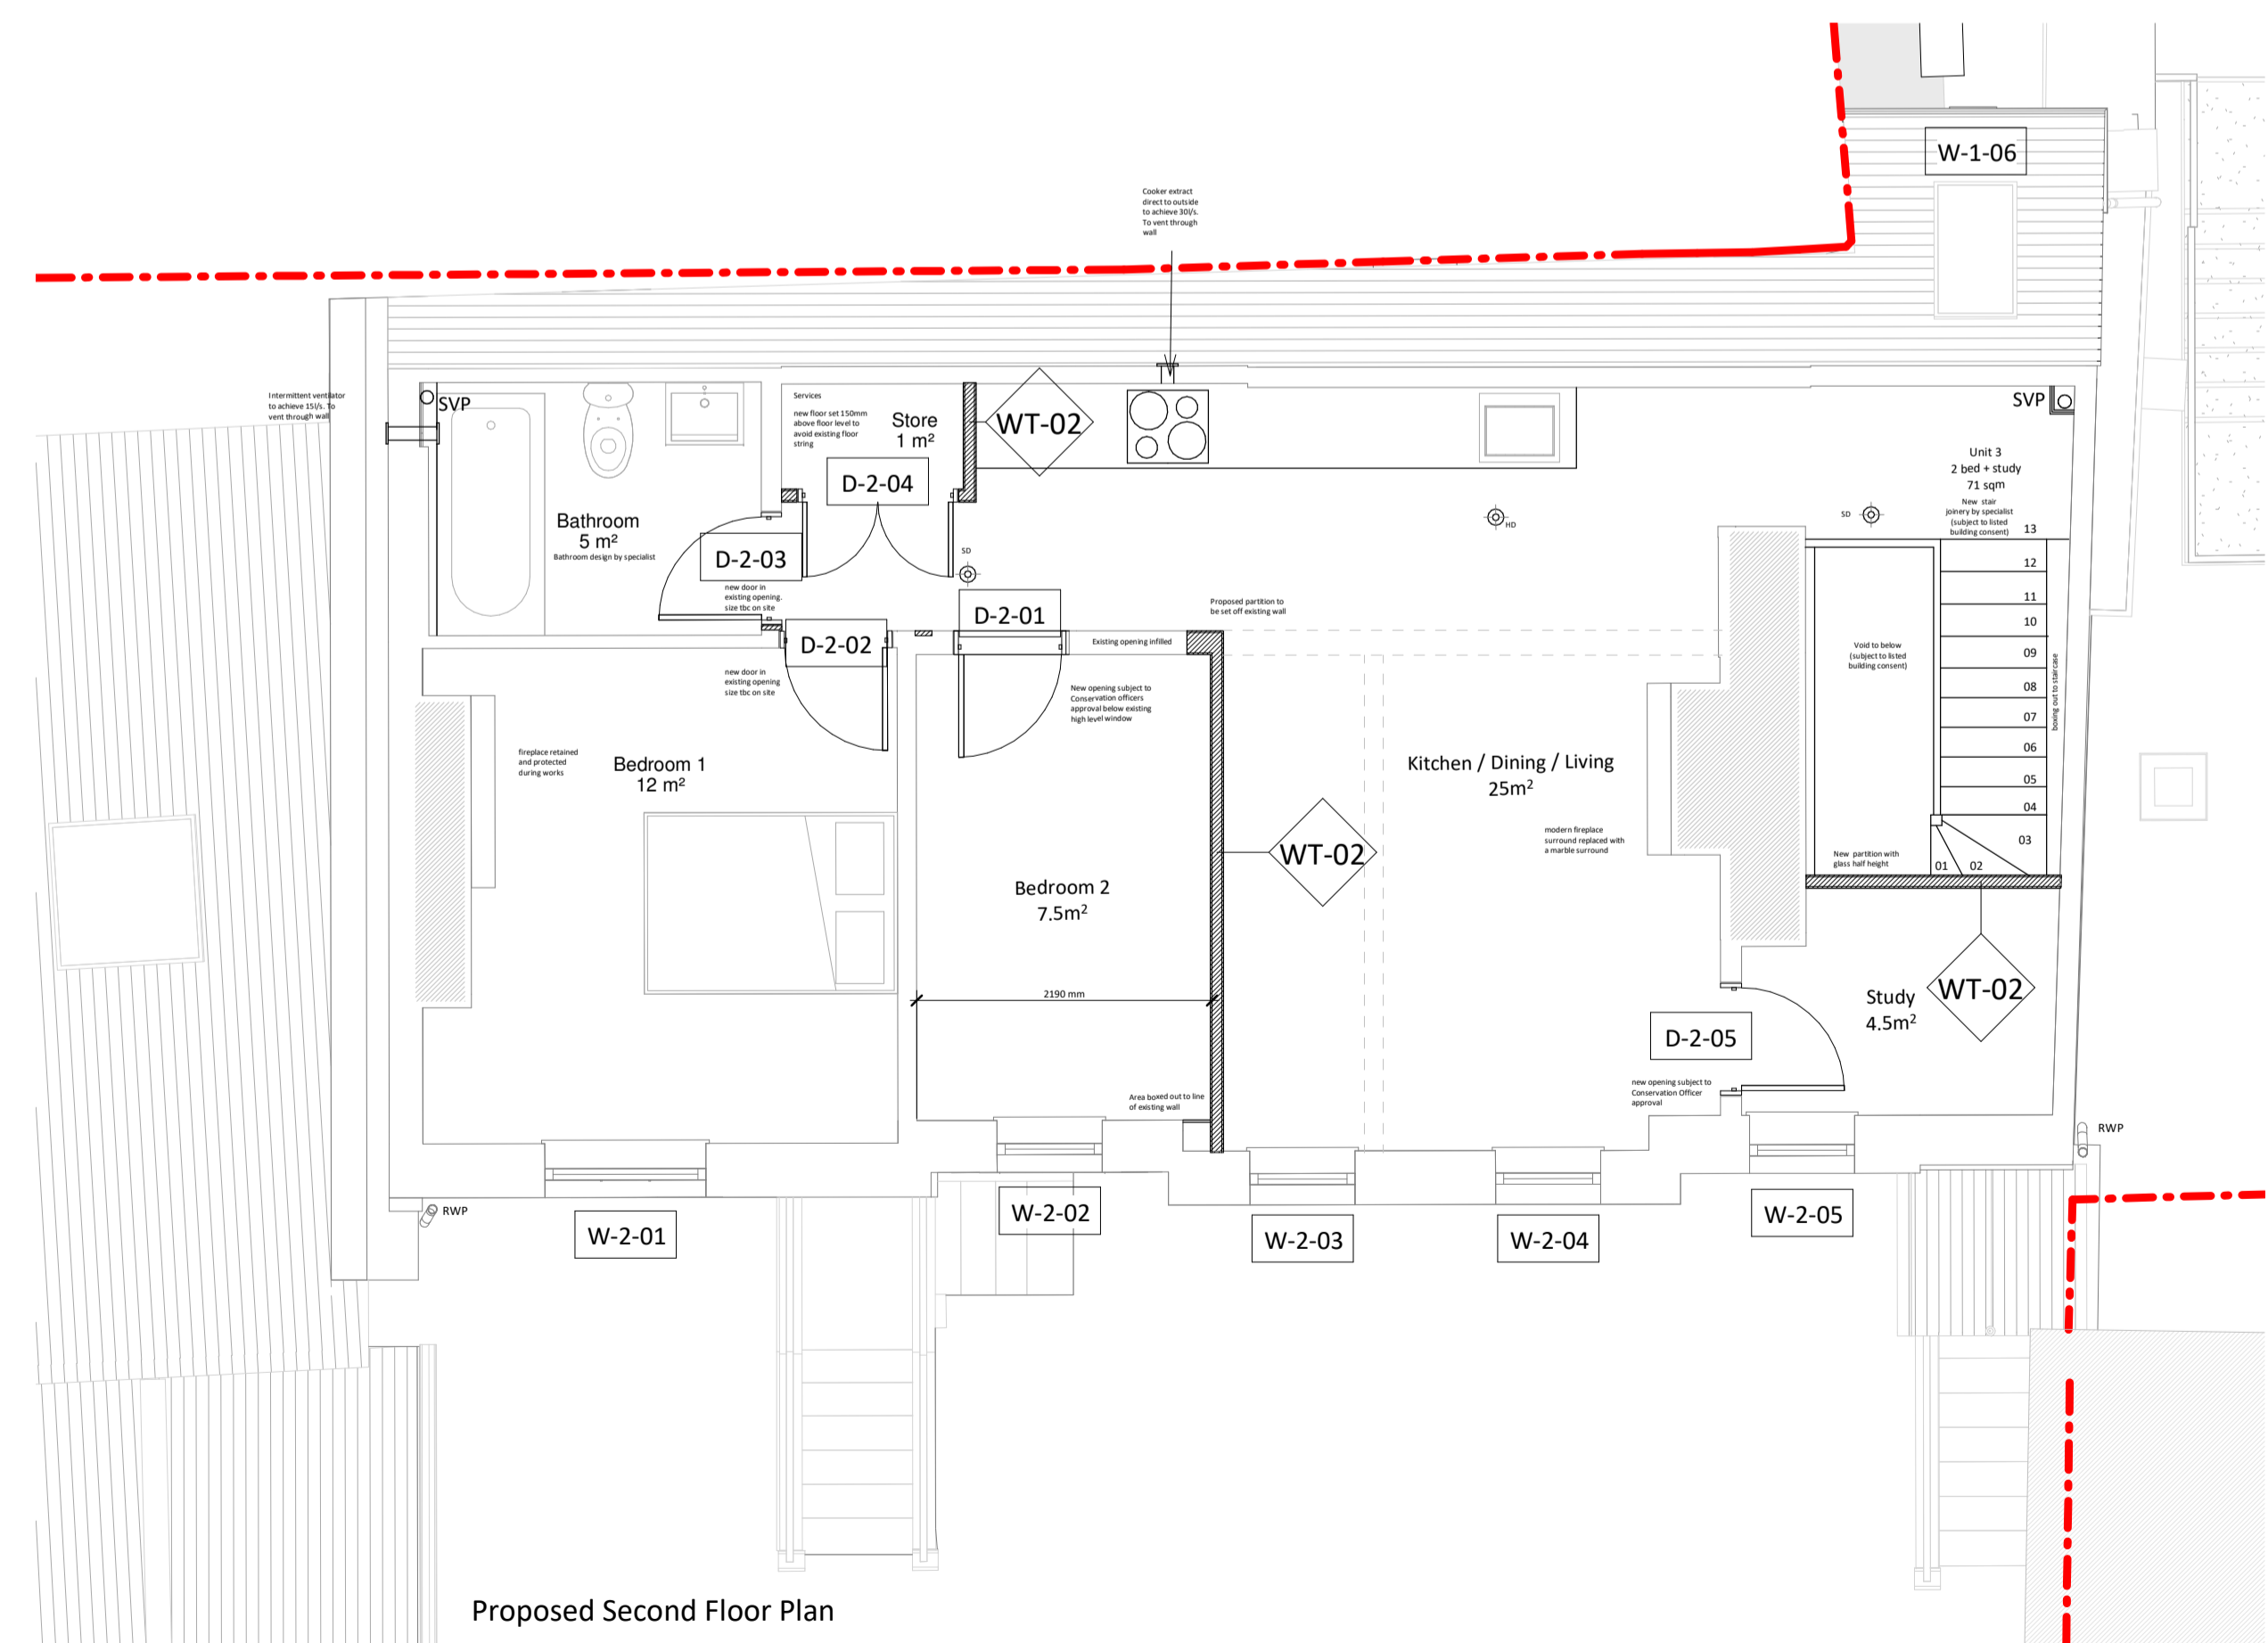 W-1-06
Cooker extract
direct to outside
to achieve 30l/s.
To vent through
wall
Intermittent ventilator
to achieve 15l/s. To
vent through wall
SVP
Services
new floor set 150mm
above floor level to
avoid existing floor
string
Store
1 m²
WT-02
SVP
D-2-04
Unit 3
2 bed + study
71 sqm
New stair
joinery by specialist
(subject to listed
building consent)
Bathroom
5 m²
Bathroom design by specialist
D-2-03
SD
HD
SD
13
12
11
10
09
08
07
06
05
04
03
02
01
new door in
existing opening.
size tbc on site
D-2-01
Proposed partition to
be set off existing wall
D-2-02
Existing opening infilled
Void to below
(subject to listed
building consent)
boxing out to staircase
new door in
existing opening
size tbc on site
New opening subject to
Conservation officers
approval below existing
high level window
fireplace retained
and protected
during works
Bedroom 1
12 m²
Kitchen / Dining / Living
25m²
modern fireplace
surround replaced with
a marble surround
WT-02
New partition with
glass half height
Bedroom 2
7.5m²
2190 mm
Study
4.5m²
WT-02
D-2-05
new opening subject to
Conservation Officer
approval
Area boxed out to line
of existing wall
RWP
RWP
W-2-01
W-2-02
W-2-03
W-2-04
W-2-05
Proposed Second Floor Plan